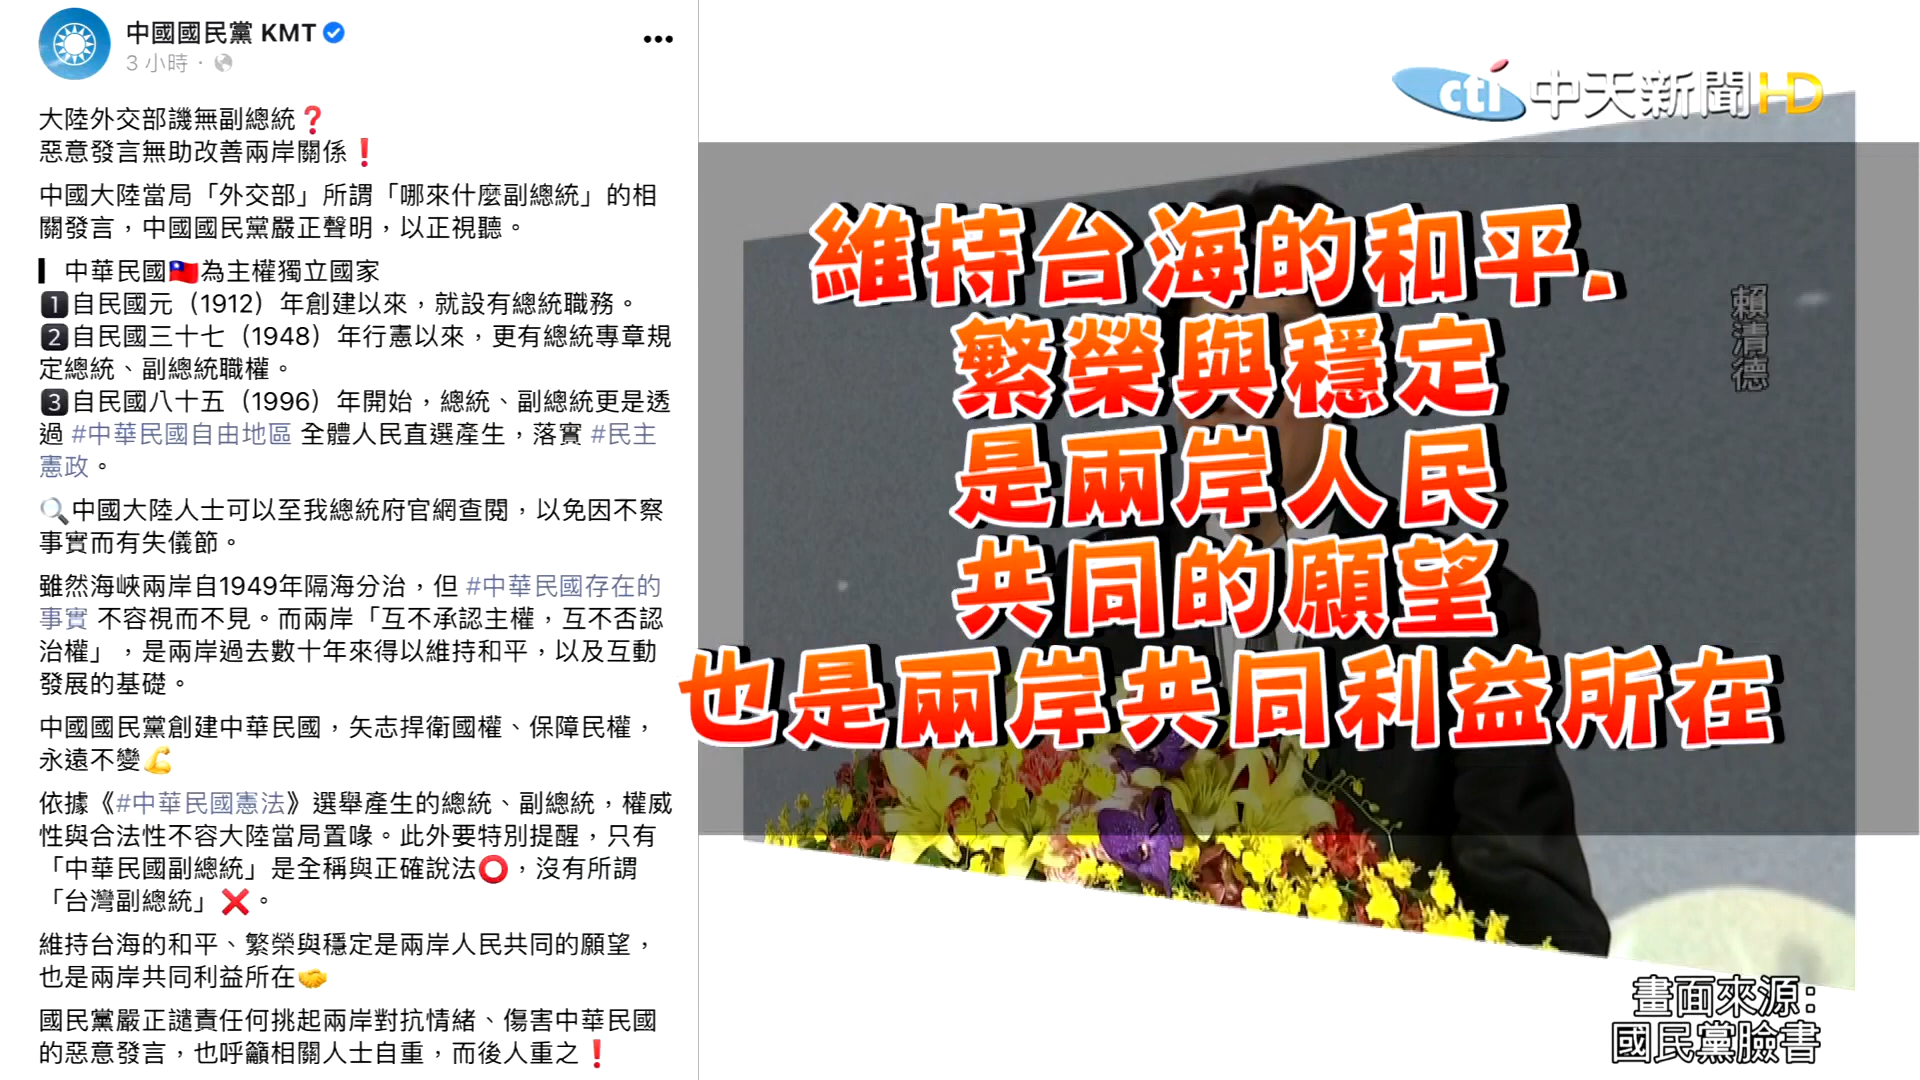 中國國民黨 KMT
3 小時
大陸外交部譏無副總統❓
惡意發言無助改善兩岸關係❗
中國大陸當局「外交部」所謂「哪來什麼副總統」的相
關發言，中國國民黨嚴正聲明，以正視聽。
▎中華民國🇹🇼為主權獨立國家
1️⃣自民國元（1912）年創建以來，就設有總統職務。
2️⃣自民國三十七（1948）年行憲以來，更有總統專章規
定總統、副總統職權。
3️⃣自民國八十五（1996）年開始，總統、副總統更是透
過 #中華民國自由地區 全體人民直選產生，落實 #民主
憲政。
🔍中國大陸人士可以至我總統府官網查閱，以免因不察
事實而有失儀節。
雖然海峽兩岸自1949年隔海分治，但 #中華民國存在的
事實 不容視而不見。而兩岸「互不承認主權，互不否認
治權」，是兩岸過去數十年來得以維持和平，以及互動
發展的基礎。
中國國民黨創建中華民國，矢志捍衛國權、保障民權，
永遠不變💪
依據《#中華民國憲法》選舉產生的總統、副總統，權威
性與合法性不容大陸當局置喙。此外要特別提醒，只有
「中華民國副總統」是全稱與正確說法⭕，沒有所謂
「台灣副總統」❌。
維持台海的和平、繁榮與穩定是兩岸人民共同的願望，
也是兩岸共同利益所在🤝
國民黨嚴正譴責任何挑起兩岸對抗情緒、傷害中華民國
的惡意發言，也呼籲相關人士自重，而後人重之❗
cti 中天新聞HD
維持台海的和平.
繁榮與穩定
是兩岸人民
共同的願望
也是兩岸共同利益所在
賴清德
畫面來源:
國民黨臉書